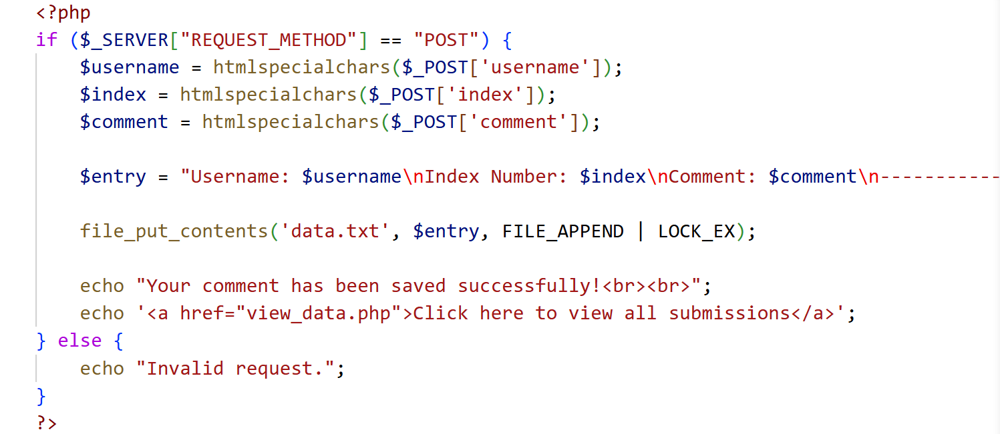 <?php
if ($_SERVER["REQUEST_METHOD"] == "POST") {
    $username = htmlspecialchars($_POST['username']);
    $index = htmlspecialchars($_POST['index']);
    $comment = htmlspecialchars($_POST['comment']);

    $entry = "Username: $username\nIndex Number: $index\nComment: $comment\n-----------

    file_put_contents('data.txt', $entry, FILE_APPEND | LOCK_EX);

    echo "Your comment has been saved successfully!<br><br>";
    echo '<a href="view_data.php">Click here to view all submissions</a>';
} else {
    echo "Invalid request.";
}
?>